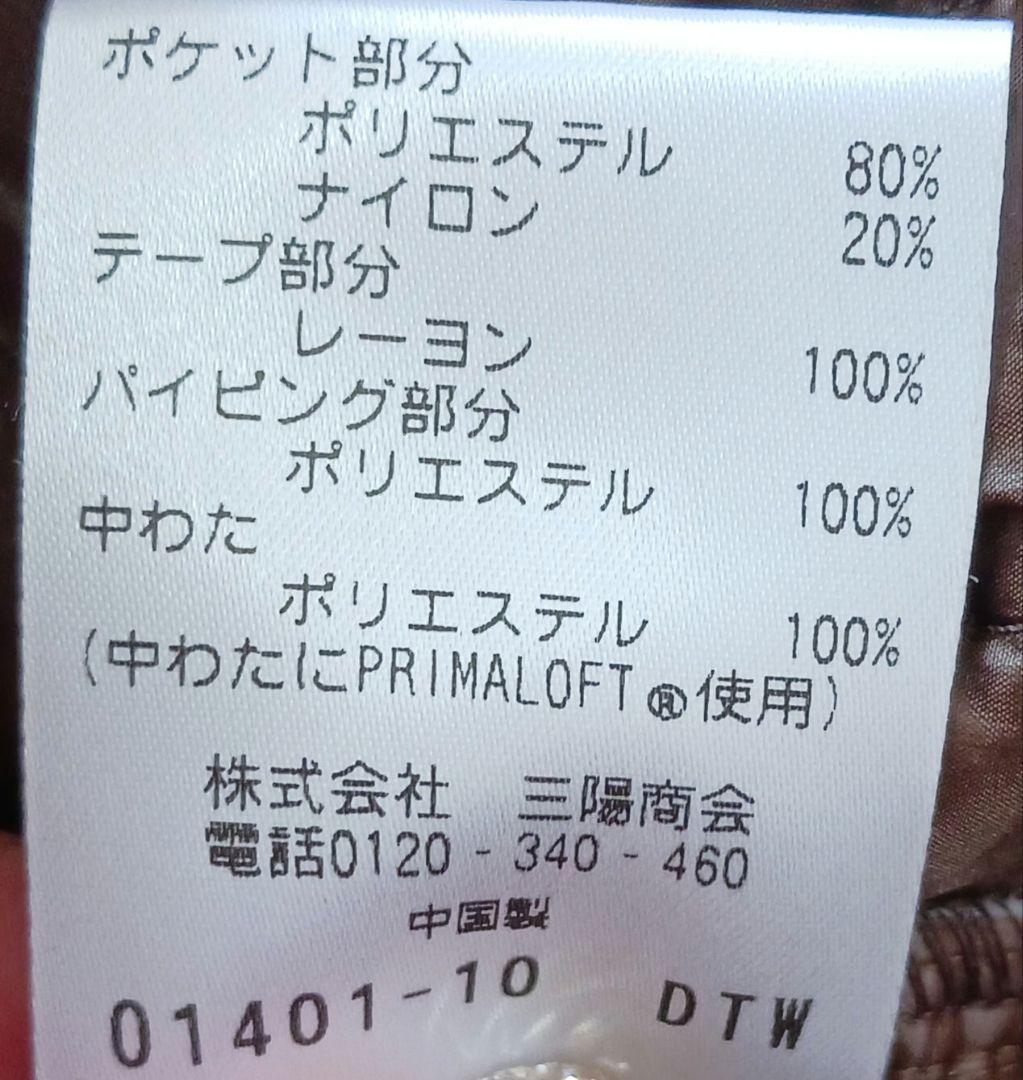 ポケット部分
ポリエステル 80%
ナイロン 20%
テープ部分
レーヨン 100%
パイピング部分
ポリエステル 100%
中わた
ポリエステル 100%
(中わたにPRIMALOFT®使用)
株式会社 三陽商会
電話0120-340-460
中国製
01401-10 DTW